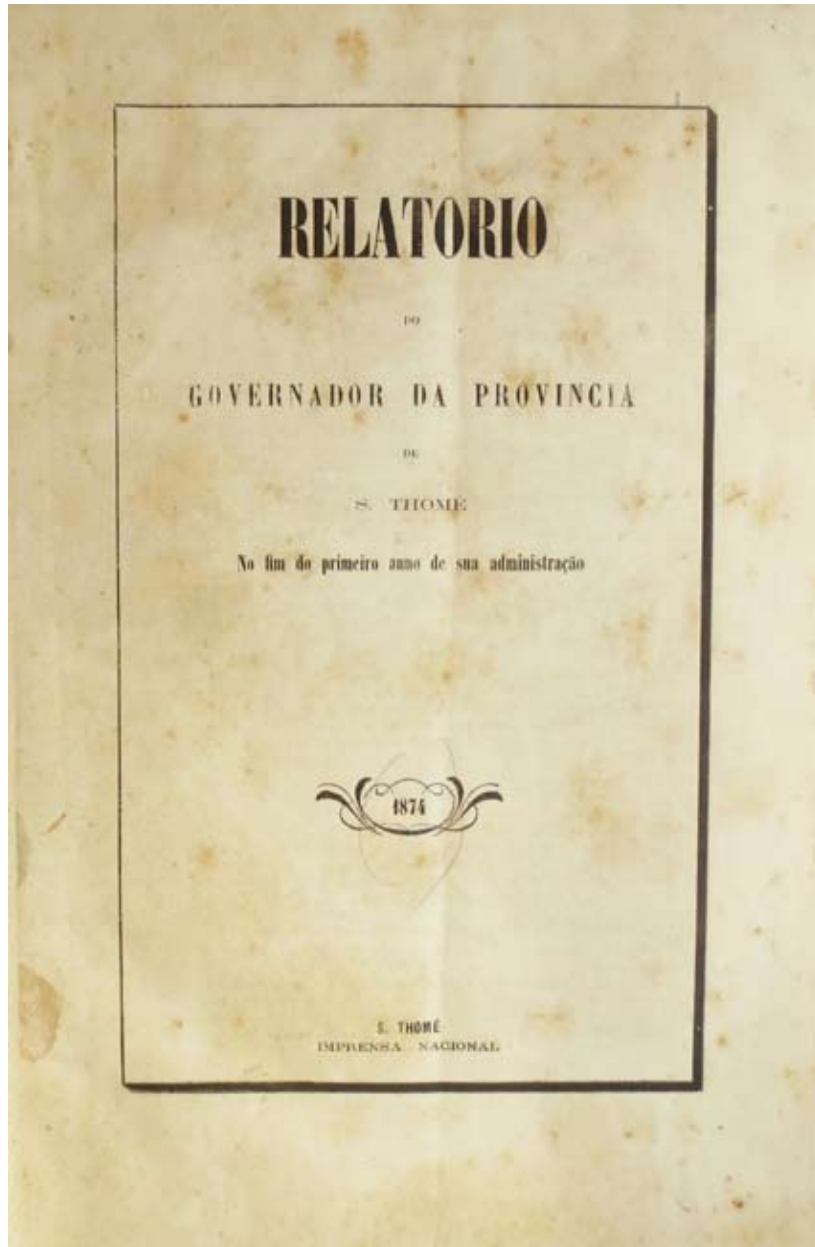 RELATORIO
DO
GOVERNADOR DA PROVINCIA
DE
S. THOMÉ
No fim do primeiro anno de sua administração
1874
S. THOMÉ
IMPRENSA NACIONAL